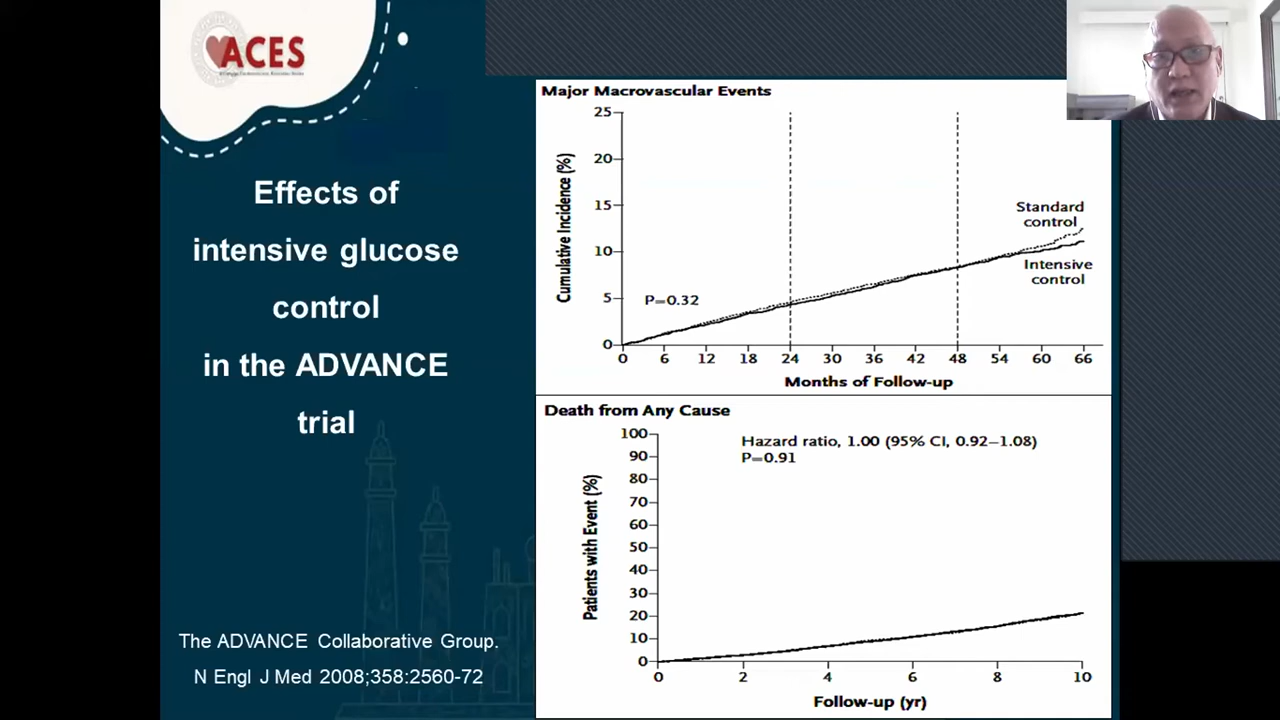 ACES
Effects of
intensive glucose
control
in the ADVANCE
trial
The ADVANCE Collaborative Group.
N Engl J Med 2008;358:2560-72
Major Macrovascular Events
Cumulative Incidence (%)
25
20
15
10
5
0
P=0.32
Standard
control
Intensive
control
0 6 12 18 24 30 36 42 48 54 60 66
Months of Follow-up
Death from Any Cause
Patients with Event (%)
100
90
80
70
60
50
40
30
20
10
0
Hazard ratio, 1.00 (95% CI, 0.92–1.08)
P=0.91
0 2 4 6 8 10
Follow-up (yr)